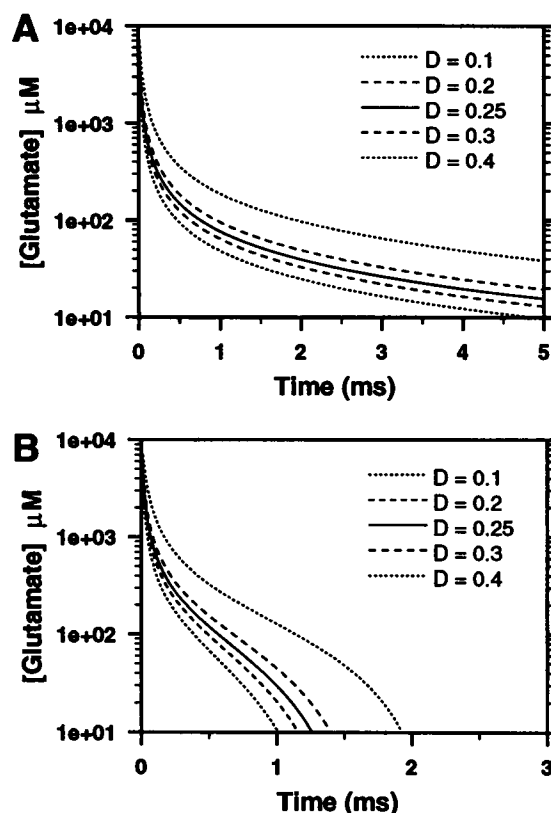 A
1e+04
1e+03
1e+02
1e+01
[Glutamate] μM
D = 0.1
D = 0.2
D = 0.25
D = 0.3
D = 0.4
0 1 2 3 4 5
Time (ms)
B
1e+04
1e+03
1e+02
1e+01
[Glutamate] μM
D = 0.1
D = 0.2
D = 0.25
D = 0.3
D = 0.4
0 1 2 3
Time (ms)